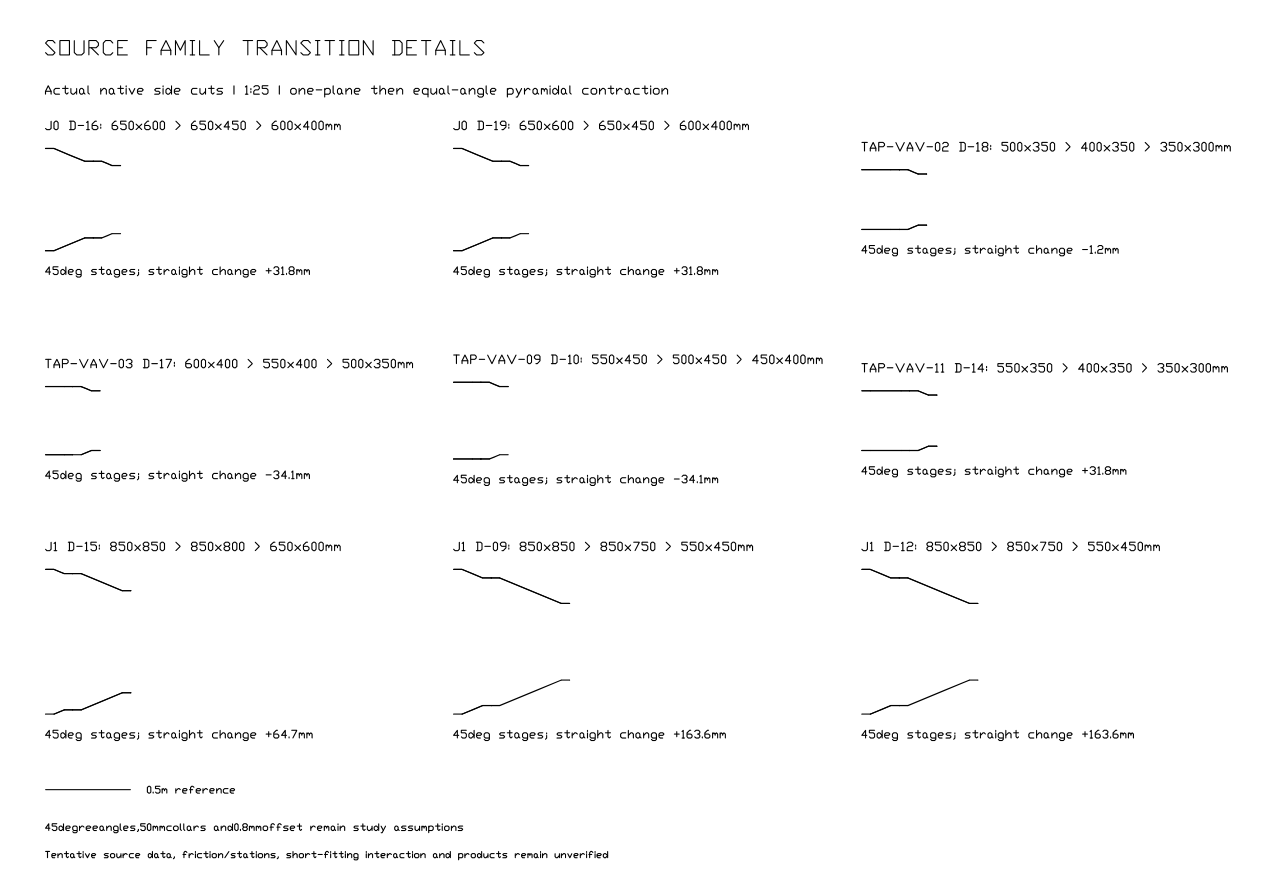 SOURCE FAMILY TRANSITION DETAILS
Actual native side cuts | 1:25 | one-plane then equal-angle pyramidal contraction
J0 D-16: 650x600 > 650x450 > 600x400mm
45deg stages; straight change +31.8mm
J0 D-19: 650x600 > 650x450 > 600x400mm
45deg stages; straight change +31.8mm
TAP-VAV-02 D-18: 500x350 > 400x350 > 350x300mm
45deg stages; straight change -1.2mm
TAP-VAV-03 D-17: 600x400 > 550x400 > 500x350mm
45deg stages; straight change -34.1mm
TAP-VAV-09 D-10: 550x450 > 500x450 > 450x400mm
45deg stages; straight change -34.1mm
TAP-VAV-11 D-14: 550x350 > 400x350 > 350x300mm
45deg stages; straight change +31.8mm
J1 D-15: 850x850 > 850x800 > 650x600mm
45deg stages; straight change +64.7mm
J1 D-09: 850x850 > 850x750 > 550x450mm
45deg stages; straight change +163.6mm
J1 D-12: 850x850 > 850x750 > 550x450mm
45deg stages; straight change +163.6mm
0.5m reference
45degreeangles,50mmcollars and0.8mmoffset remain study assumptions
Tentative source data, friction/stations, short-fitting interaction and products remain unverified